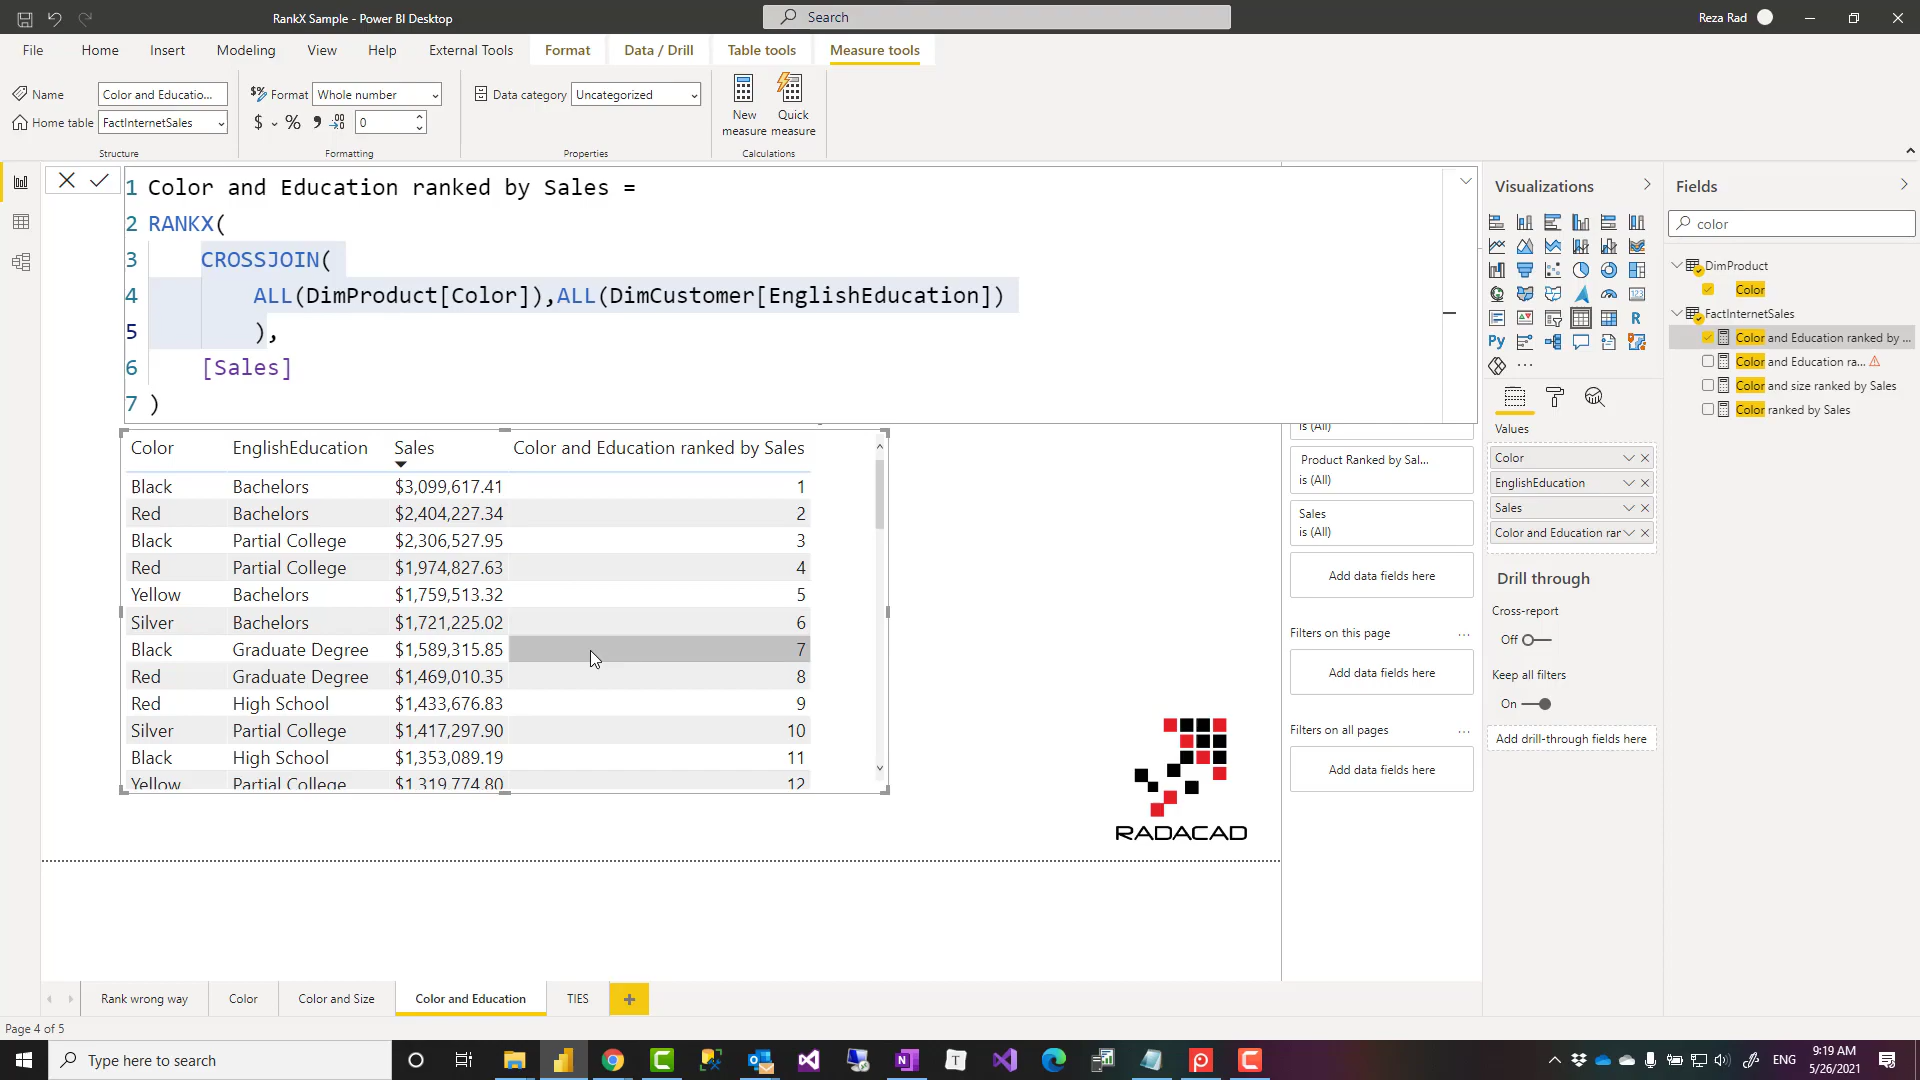 RankX Sample - Power BI Desktop
Search
Reza Rad
File Home Insert Modeling View Help External Tools Format Data / Drill Table tools Measure tools
Name Color and Educatio...
Home table FactInternetSales
Structure
$% Format Whole number
$ % 9 .00 0
Formatting
Data category Uncategorized
Properties
New measure
Quick measure
Calculations
1 Color and Education ranked by Sales =
2 RANKX(
3 CROSSJOIN(
4 ALL(DimProduct[Color]),ALL(DimCustomer[EnglishEducation])
5 ),
6 [Sales]
7 )
Color EnglishEducation Sales Color and Education ranked by Sales
Black Bachelors $3,099,617.41 1
Red Bachelors $2,404,227.34 2
Black Partial College $2,306,527.95 3
Red Partial College $1,974,827.63 4
Yellow Bachelors $1,759,513.32 5
Silver Bachelors $1,721,225.02 6
Black Graduate Degree $1,589,315.85 7
Red Graduate Degree $1,469,010.35 8
Red High School $1,433,676.83 9
Silver Partial College $1,417,297.90 10
Black High School $1,353,089.19 11
Yellow Partial College $1,319,774.80 12
RADACAD
is (All)
Product Ranked by Sal...
is (All)
Sales
is (All)
Add data fields here
Filters on this page ...
Add data fields here
Filters on all pages ...
Add data fields here
Visualizations
R
Py
...
Values
Color
EnglishEducation
Sales
Color and Education rar
Drill through
Cross-report
Off
Keep all filters
On
Add drill-through fields here
Fields
color
DimProduct
Color
FactInternetSales
Color and Education ranked by ...
Color and Education ra...
Color and size ranked by Sales
Color ranked by Sales
Rank wrong way Color Color and Size Color and Education TIES +
Page 4 of 5
Type here to search
ENG
9:19 AM
5/26/2021